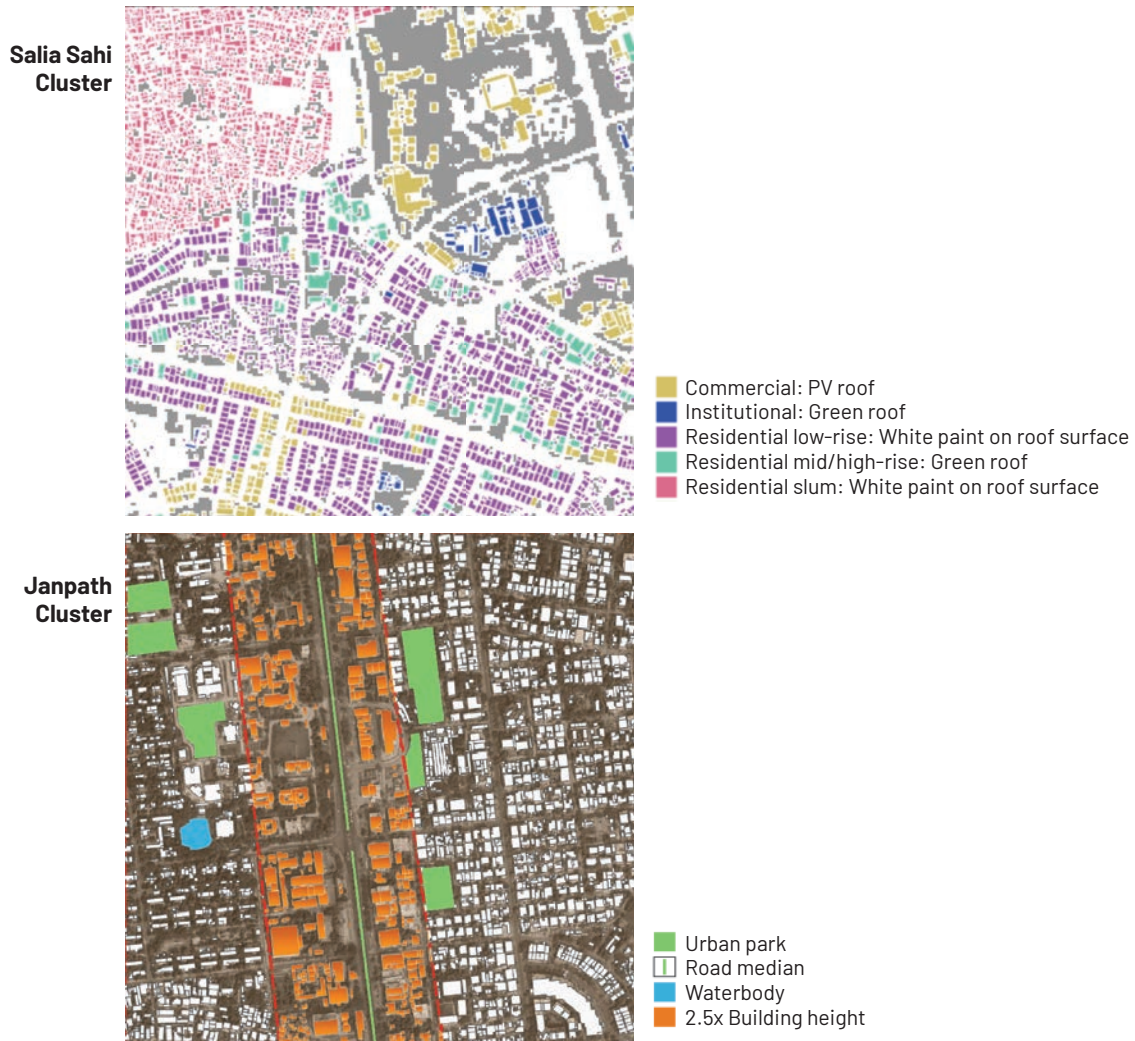 Salia Sahi
Cluster
Commercial: PV roof
Institutional: Green roof
Residential low-rise: White paint on roof surface
Residential mid/high-rise: Green roof
Residential slum: White paint on roof surface
Janpath
Cluster
Urban park
Road median
Waterbody
2.5x Building height